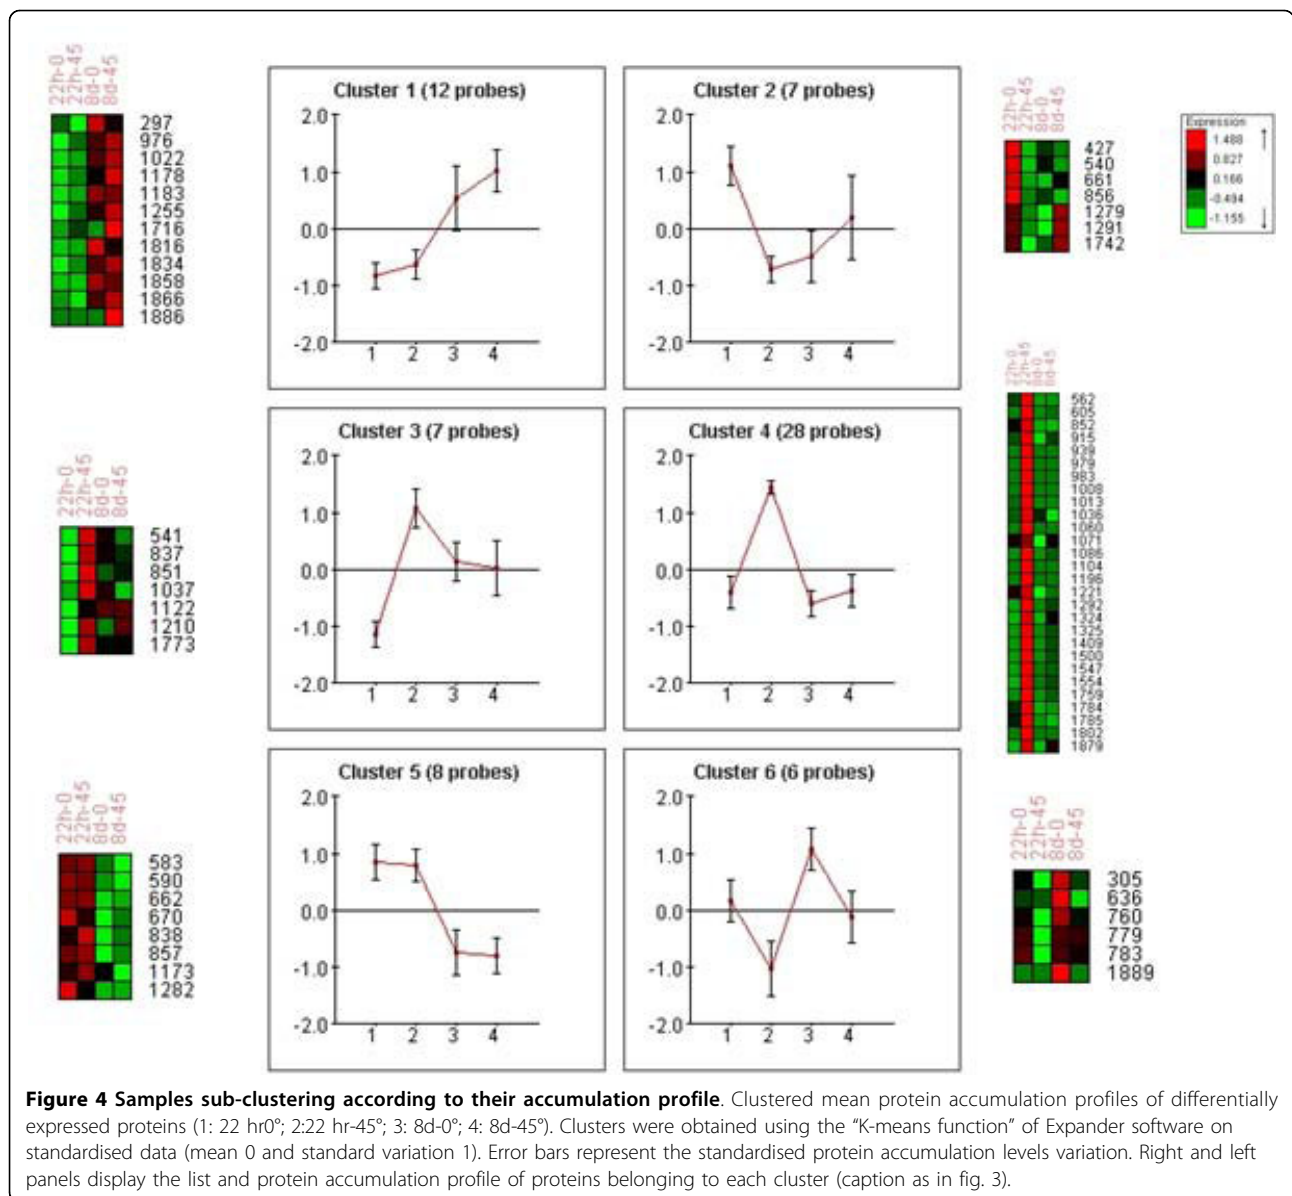 22h-0
22h-45
8d-0
8d-45
297
976
1022
1178
1183
1255
1716
1816
1834
1858
1866
1886
Cluster 1 (12 probes)
2.0
1.0
0.0
-1.0
-2.0
1 2 3 4
Cluster 2 (7 probes)
2.0
1.0
0.0
-1.0
-2.0
1 2 3 4
22h-0
22h-45
8d-0
8d-45
427
540
661
856
1279
1291
1742
Expression
1.488
0.827
0.166
-0.494
-1.155
22h-0
22h-45
8d-0
8d-45
541
837
851
1037
1122
1210
1773
Cluster 3 (7 probes)
2.0
1.0
0.0
-1.0
-2.0
1 2 3 4
Cluster 4 (28 probes)
2.0
1.0
0.0
-1.0
-2.0
1 2 3 4
22h-0
22h-45
8d-0
8d-45
562
605
852
915
939
979
983
1008
1013
1036
1060
1071
1086
1104
1196
1221
1292
1324
1325
1409
1500
1547
1554
1759
1784
1785
1802
1879
22h-0
22h-45
8d-0
8d-45
583
590
662
670
838
857
1173
1282
Cluster 5 (8 probes)
2.0
1.0
0.0
-1.0
-2.0
1 2 3 4
Cluster 6 (6 probes)
2.0
1.0
0.0
-1.0
-2.0
1 2 3 4
22h-0
22h-45
8d-0
8d-45
305
636
760
779
783
1889
Figure 4 Samples sub-clustering according to their accumulation profile. Clustered mean protein accumulation profiles of differentially
expressed proteins (1: 22 hr0°; 2:22 hr-45°; 3: 8d-0°; 4: 8d-45°). Clusters were obtained using the “K-means function” of Expander software on
standardised data (mean 0 and standard variation 1). Error bars represent the standardised protein accumulation levels variation. Right and left
panels display the list and protein accumulation profile of proteins belonging to each cluster (caption as in fig. 3).